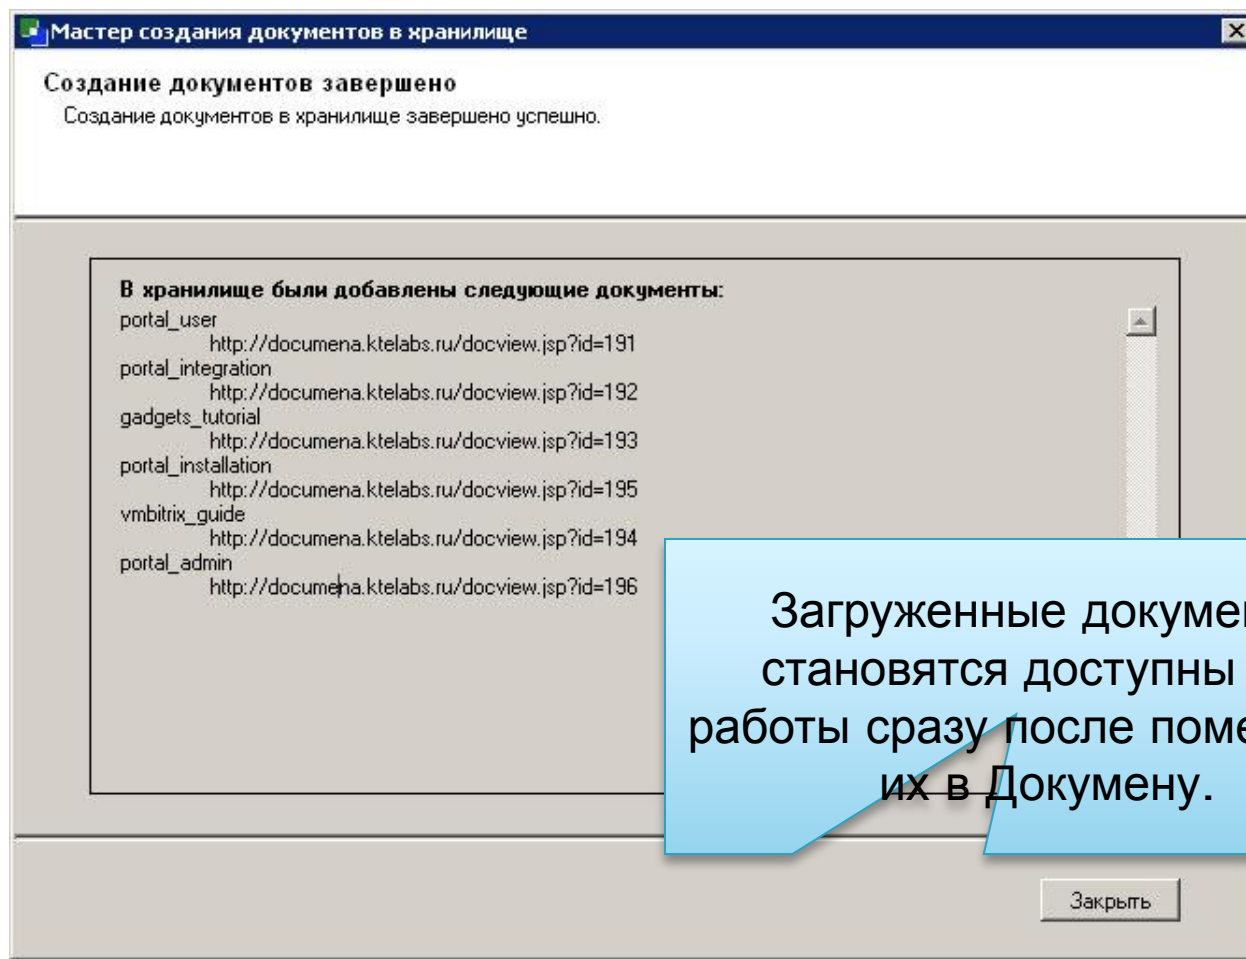 Мастер создания документов в хранилище
Создание документов завершено
Создание документов в хранилище завершено успешно.
В хранилище были добавлены следующие документы:
portal_user
http://documena.ktelabs.ru/docview.jsp?id=191
portal_integration
http://documena.ktelabs.ru/docview.jsp?id=192
gadgets_tutorial
http://documena.ktelabs.ru/docview.jsp?id=193
portal_installation
http://documena.ktelabs.ru/docview.jsp?id=195
vmbitrix_guide
http://documena.ktelabs.ru/docview.jsp?id=194
portal_admin
http://documena.ktelabs.ru/docview.jsp?id=196
Загруженные
становятся доступны
работы сразу после
их в Документу.
Закрыть